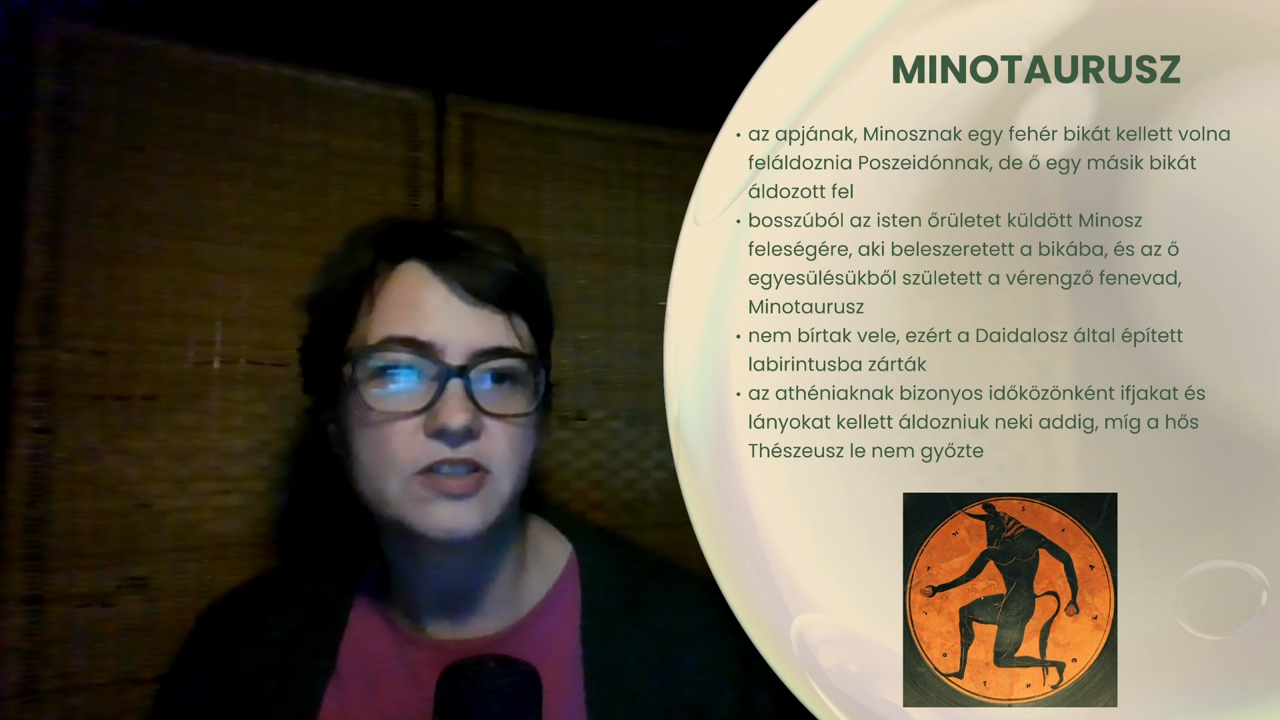 MINOTAURUSZ
• az apjának, Minosznak egy fehér bikát kellett volna
feláldoznia Poszeidónnak, de ő egy másik bikát
áldozott fel
• bosszúból az isten őrületet küldött Minosz
feleségére, aki beleszeretett a bikába, és az ő
egyesülésükből született a vérengző fenevad,
Minotaurusz
• nem bírtak vele, ezért a Daidalosz által épített
labirintusba zárták
• az athéniaknak bizonyos időközönként ifjakat és
lányokat kellett áldozniuk neki addig, míg a hős
Thészeusz le nem győzte